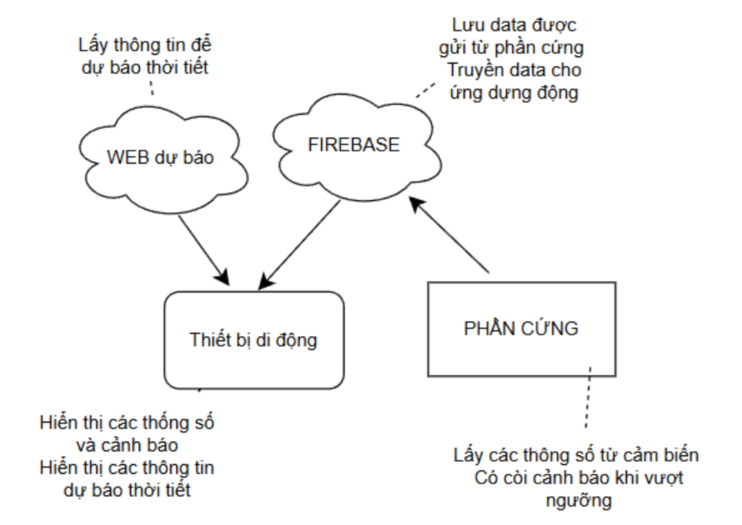 Lấy thông tin để
dự báo thời tiết
Lưu data được
gửi từ phần cứng
Truyền data cho
ứng dụng động
WEB dự báo
FIREBASE
Thiết bị di động
PHẦN CỨNG
Hiển thị các thống số
và cảnh báo
Hiển thị các thông tin
dự báo thời tiết
Lấy các thông số từ cảm biến
Có còi cảnh báo khi vượt
ngưỡng